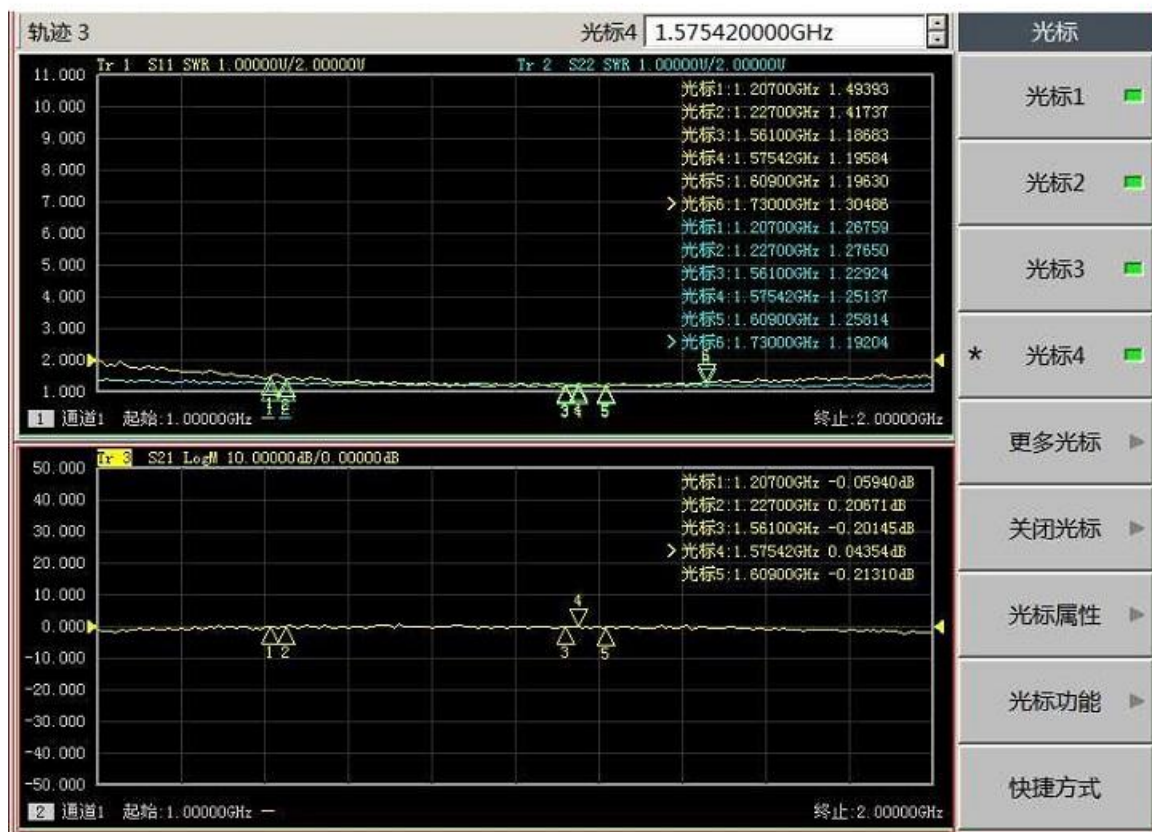 轨迹 3
光标4 1.575420000GHz
光标
Tr 1 S11 SWR 1.00000U/2.00000U
Tr 2 S22 SWR 1.00000U/2.00000U
11.000
10.000
9.000
8.000
7.000
6.000
5.000
4.000
3.000
2.000
1.000
光标1:1.20700GHz 1.49393
光标2:1.22700GHz 1.41737
光标3:1.56100GHz 1.18683
光标4:1.57542GHz 1.19584
光标5:1.60900GHz 1.19630
>光标6:1.73000GHz 1.30486
光标1:1.20700GHz 1.26759
光标2:1.22700GHz 1.27650
光标3:1.56100GHz 1.22924
光标4:1.57542GHz 1.25137
光标5:1.60900GHz 1.25814
>光标6:1.73000GHz 1.19204
6
1 2 3 4 5
1 通道1 起始:1.00000GHz
终止:2.00000GHz
Tr 3 S21 LogM 10.00000dB/0.00000dB
50.000
40.000
30.000
20.000
10.000
0.000
-10.000
-20.000
-30.000
-40.000
-50.000
光标1:1.20700GHz -0.05940dB
光标2:1.22700GHz 0.20671dB
光标3:1.56100GHz -0.20145dB
>光标4:1.57542GHz 0.04354dB
光标5:1.60900GHz -0.21310dB
4
1 2 3 5
2 通道1 起始:1.00000GHz —
终止:2.00000GHz
光标1
光标2
光标3
* 光标4
更多光标
关闭光标
光标属性
光标功能
快捷方式